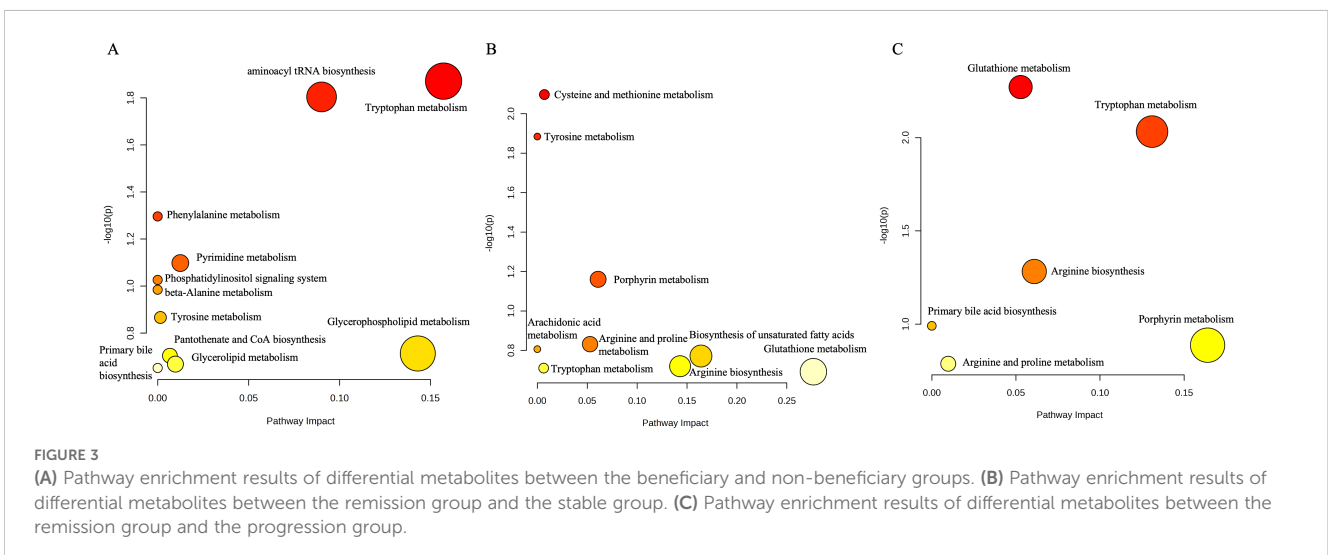 A
aminoacyl tRNA biosynthesis
Tryptophan metabolism
Phenylalanine metabolism
Pyrimidine metabolism
Phosphatidylinositol signaling system
beta-Alanine metabolism
Tyrosine metabolism
Glycerophospholipid metabolism
Pantothenate and CoA biosynthesis
Primary bile
acid
biosynthesis
Glycerolipid metabolism
-log10(p)
1.8
1.6
1.4
1.2
1.0
0.8
0.00
0.05
0.10
0.15
Pathway Impact
B
Cysteine and methionine metabolism
Tyrosine metabolism
Porphyrin metabolism
Arachidonic acid
metabolism
Arginine and proline
metabolism
Biosynthesis of unsaturated fatty acids
Glutathione metabolism
Tryptophan metabolism
Arginine biosynthesis
-log10(p)
2.0
1.8
1.6
1.4
1.2
1.0
0.8
0.00
0.05
0.10
0.15
0.20
0.25
Pathway Impact
C
Glutathione metabolism
Tryptophan metabolism
Arginine biosynthesis
Primary bile acid biosynthesis
Porphyrin metabolism
Arginine and proline metabolism
-log10(p)
2.0
1.5
1.0
0.00
0.05
0.10
0.15
Pathway Impact
FIGURE 3
(A) Pathway enrichment results of differential metabolites between the beneficiary and non-beneficiary groups. (B) Pathway enrichment results of
differential metabolites between the remission group and the stable group. (C) Pathway enrichment results of differential metabolites between the
remission group and the progression group.